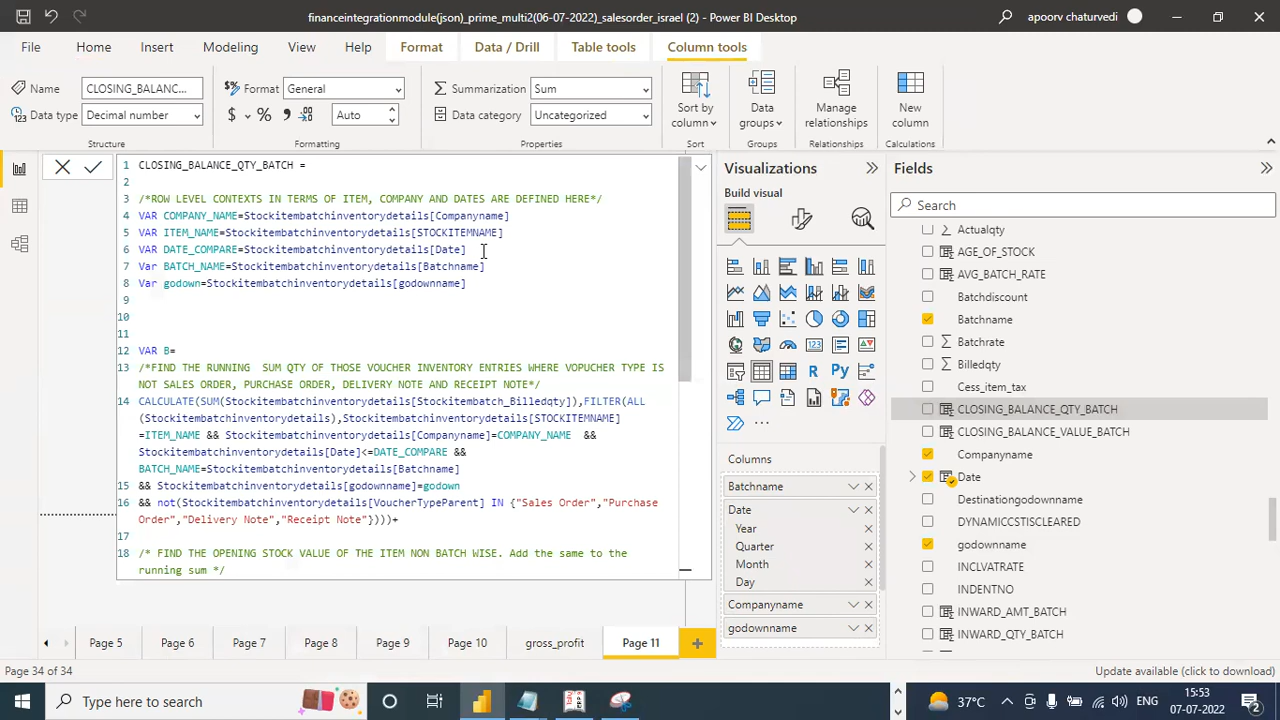 financeintegrationmodule(json)_prime_multi2(06-07-2022)_apoorv_salesorder_israel (2) - Power BI Desktop
apoorv chaturvedi
File Home Insert Modeling View Help Format Data / Drill Table tools Column tools
Name CLOSING_BALANC...
Format General
Summarization Sum
Data type Decimal number
$ % Auto
Data category Uncategorized
Sort by column
Data groups
Manage relationships
New column
Structure Formatting Properties Sort Groups Relationships Calculations
1 CLOSING_BALANCE_QTY_BATCH =
2
3 /*ROW LEVEL CONTEXTS IN TERMS OF ITEM, COMPANY AND DATES ARE DEFINED HERE*/
4 VAR COMPANY_NAME=Stockitembatchinventorydetails[Companyname]
5 VAR ITEM_NAME=Stockitembatchinventorydetails[STOCKITEMNAME]
6 VAR DATE_COMPARE=Stockitembatchinventorydetails[Date]
7 Var BATCH_NAME=Stockitembatchinventorydetails[Batchname]
8 Var godown=Stockitembatchinventorydetails[godownname]
9
10
11
12 VAR B=
13 /*FIND THE RUNNING SUM QTY OF THOSE VOUCHER INVENTORY ENTRIES WHERE VOPUCHER TYPE IS
NOT SALES ORDER, PURCHASE ORDER, DELIVERY NOTE AND RECEIPT NOTE*/
14 CALCULATE(SUM(Stockitembatchinventorydetails[Stockitembatch_Billedqty]),FILTER(ALL
(Stockitembatchinventorydetails),Stockitembatchinventorydetails[STOCKITEMNAME]
=ITEM_NAME && Stockitembatchinventorydetails[Companyname]=COMPANY_NAME &&
Stockitembatchinventorydetails[Date]<=DATE_COMPARE &&
BATCH_NAME=Stockitembatchinventorydetails[Batchname]
15 && Stockitembatchinventorydetails[godownname]=godown
16 && not(Stockitembatchinventorydetails[VoucherTypeParent] IN {"Sales Order","Purchase
Order","Delivery Note","Receipt Note"})))+
17
18 /* FIND THE OPENING STOCK VALUE OF THE ITEM NON BATCH WISE. Add the same to the
running sum */
Visualizations
Build visual
R Py
123
Columns
Batchname
Date
Year
Quarter
Month
Day
Companyname
godownname
Fields
Search
Actualqty
AGE_OF_STOCK
AVG_BATCH_RATE
Batchdiscount
Batchname
Batchrate
Billedqty
Cess_item_tax
CLOSING_BALANCE_QTY_BATCH
CLOSING_BALANCE_VALUE_BATCH
Companyname
Date
Destinationgodownname
DYNAMICCSTISCLEARED
godownname
INCLVATRATE
INDENTNO
INWARD_AMT_BATCH
INWARD_QTY_BATCH
Page 5 Page 6 Page 7 Page 8 Page 9 Page 10 gross_profit Page 11
Page 34 of 34
Update available (click to download)
Type here to search
37°C
ENG
15:53
07-07-2022
2